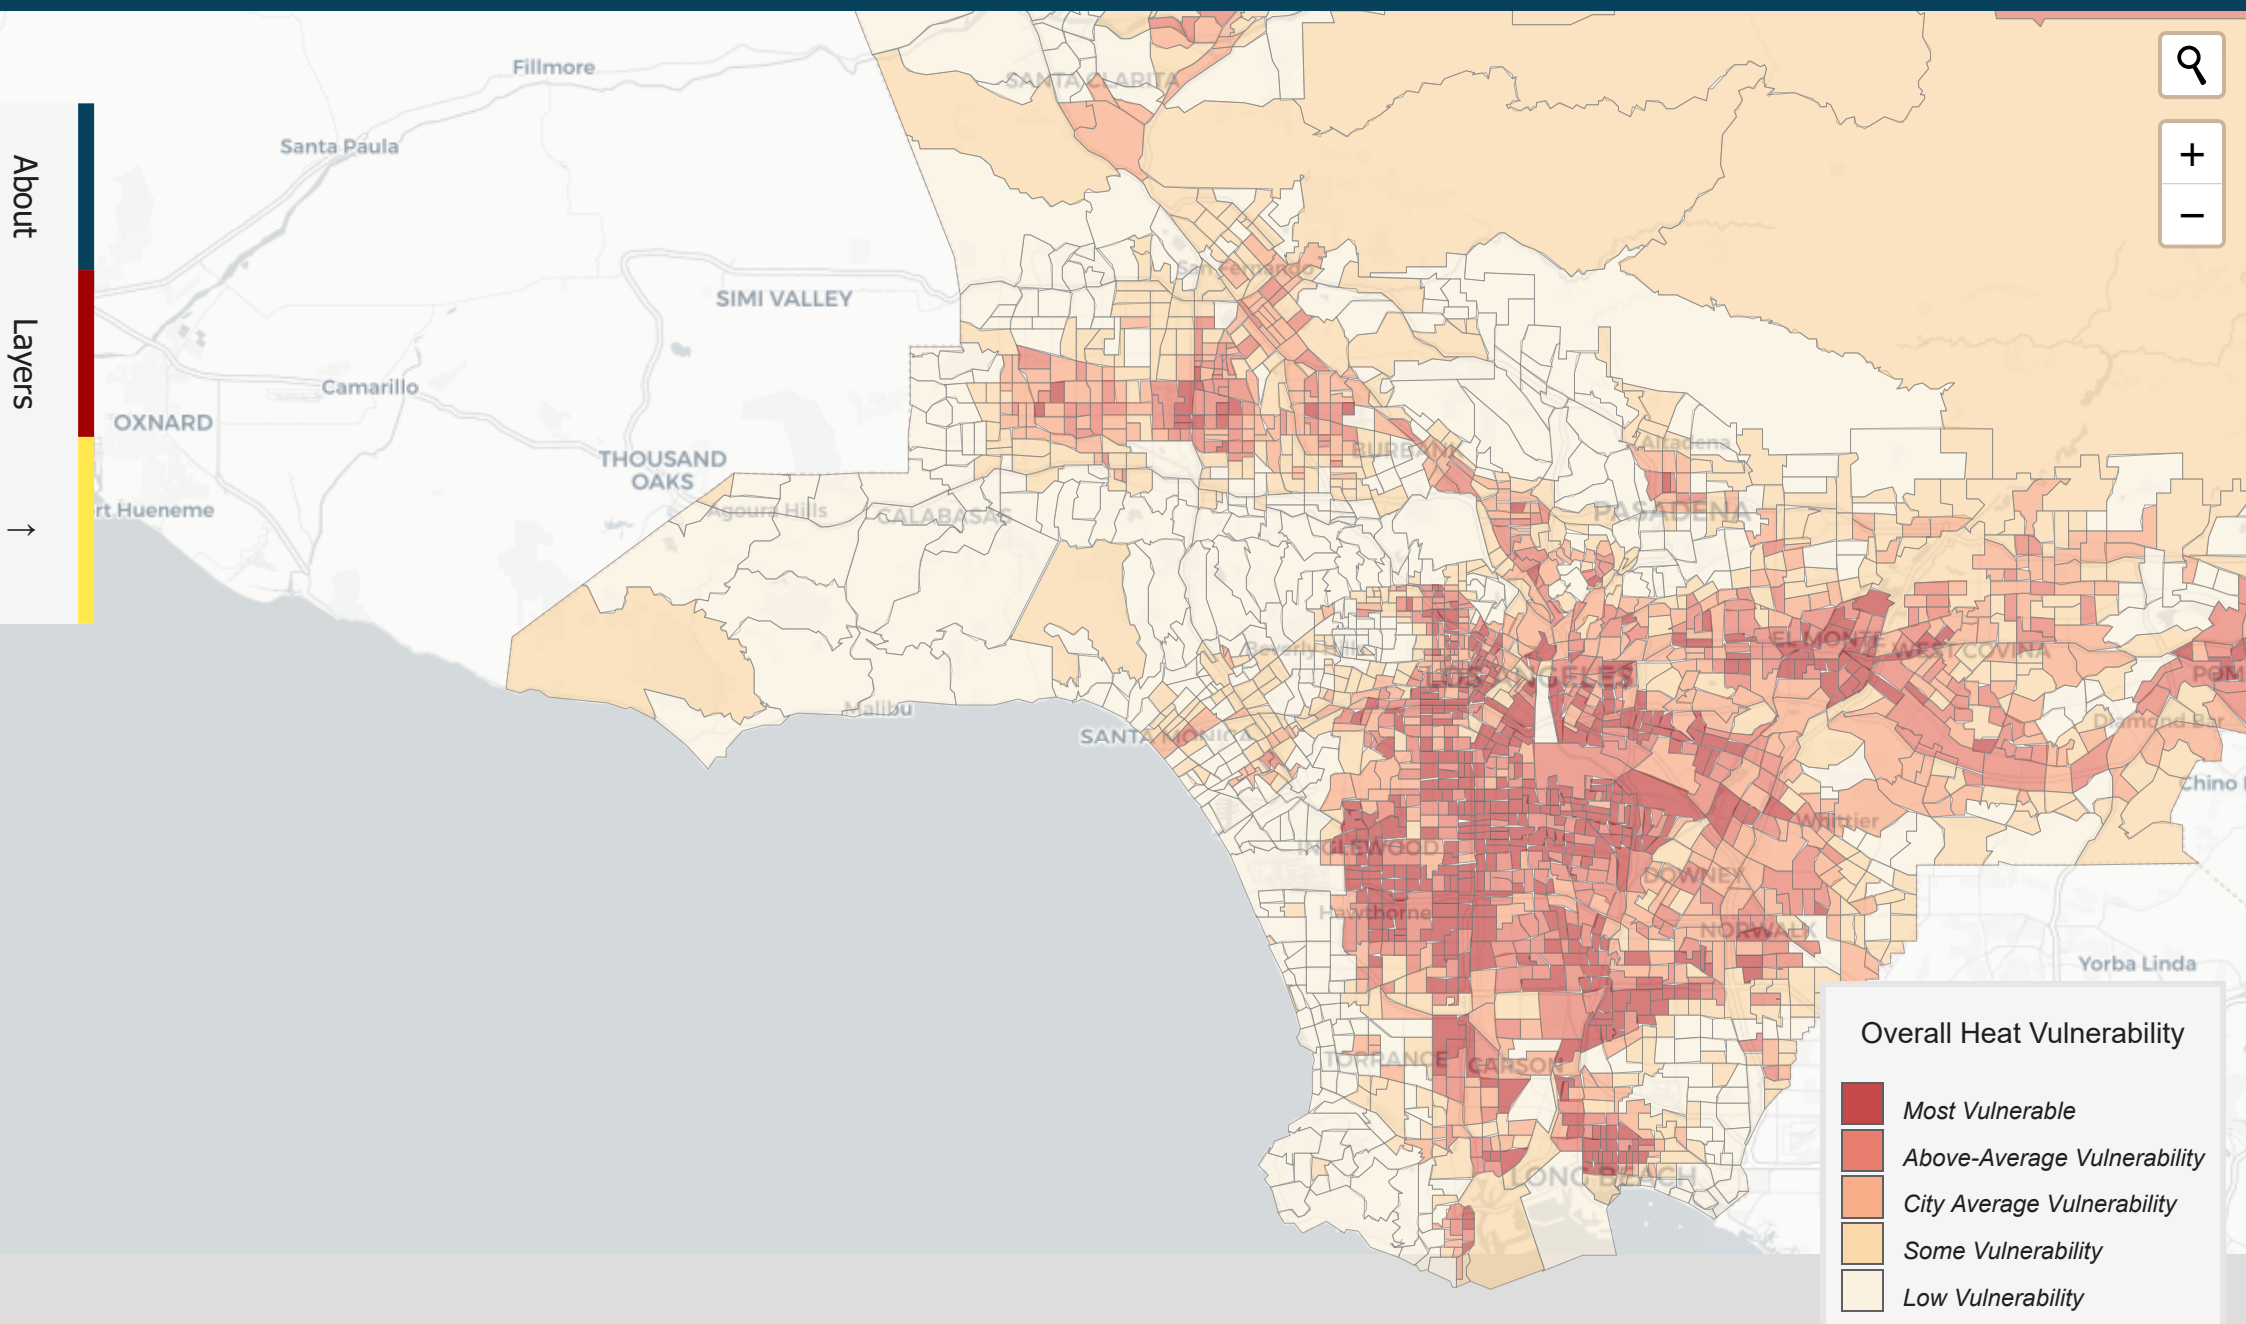 About
Layers
→
Fillmore
SANTA CLARITA
Santa Paula
San Fernando
SIMI VALLEY
Camarillo
OXNARD
THOUSAND
OAKS
BURBANK
Altadena
rt Hueneme
Agoura Hills
CALABASAS
PASADENA
Beverly Hills
EL MONTE
WEST COVINA
LOS ANGELES
POM
Malibu
SANTA MONICA
Diamond Bar
Chino
Whittier
INGLEWOOD
DOWNEY
Hawthorne
NORWALK
Yorba Linda
TORRANCE
CARSON
LONG BEACH
+
−
Overall Heat Vulnerability
Most Vulnerable
Above-Average Vulnerability
City Average Vulnerability
Some Vulnerability
Low Vulnerability